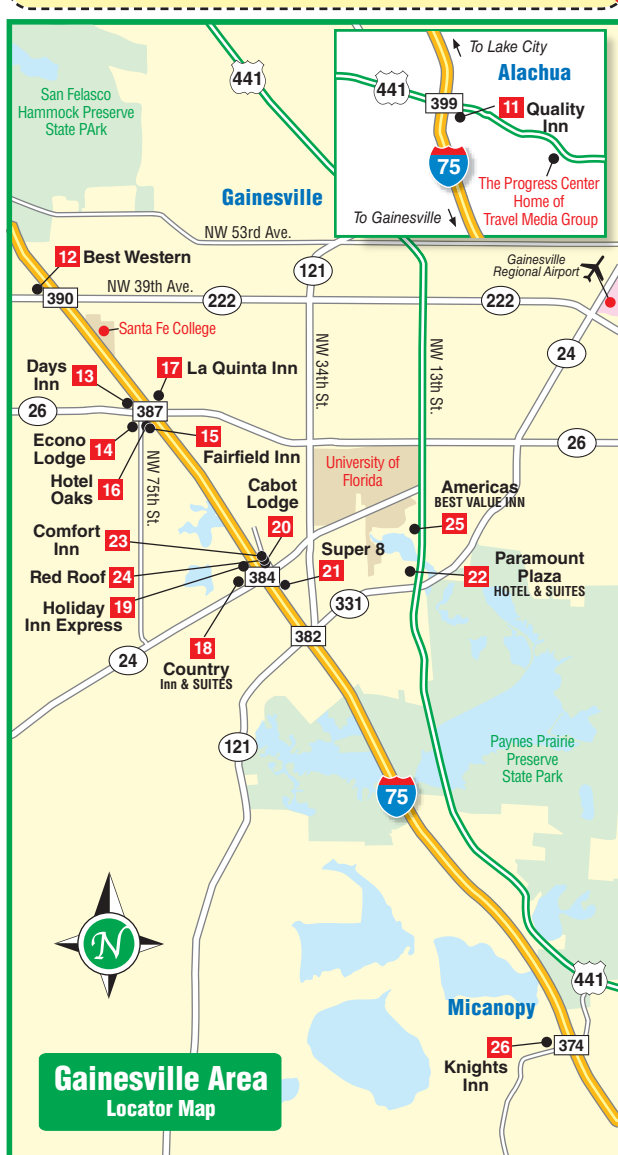 441
San Felasco
Hammock Preserve
State PArk
To Lake City
Alachua
441
399
11 Quality
Inn
75
The Progress Center
Home of
Travel Media Group
To Gainesville
Gainesville
NW 53rd Ave.
12 Best Western
121
Gainesville
Regional Airport
390
NW 39th Ave.
222
222
Santa Fe College
NW 34th St.
NW 13th St.
24
Days
Inn
13
17 La Quinta Inn
26
387
Econo
Lodge
14
15
Fairfield Inn
26
Hotel
Oaks
16
NW 75th St.
University of
Florida
Cabot
Lodge
20
Americas
BEST VALUE INN
25
Comfort
Inn
23
Super 8
21
Red Roof 24
384
22 Paramount
Plaza
HOTEL & SUITES
Holiday
Inn Express
19
331
18
Country
Inn & SUITES
382
24
121
Paynes Prairie
Preserve
State Park
75
N
441
Micanopy
26
374
Knights
Inn
Gainesville Area
Locator Map